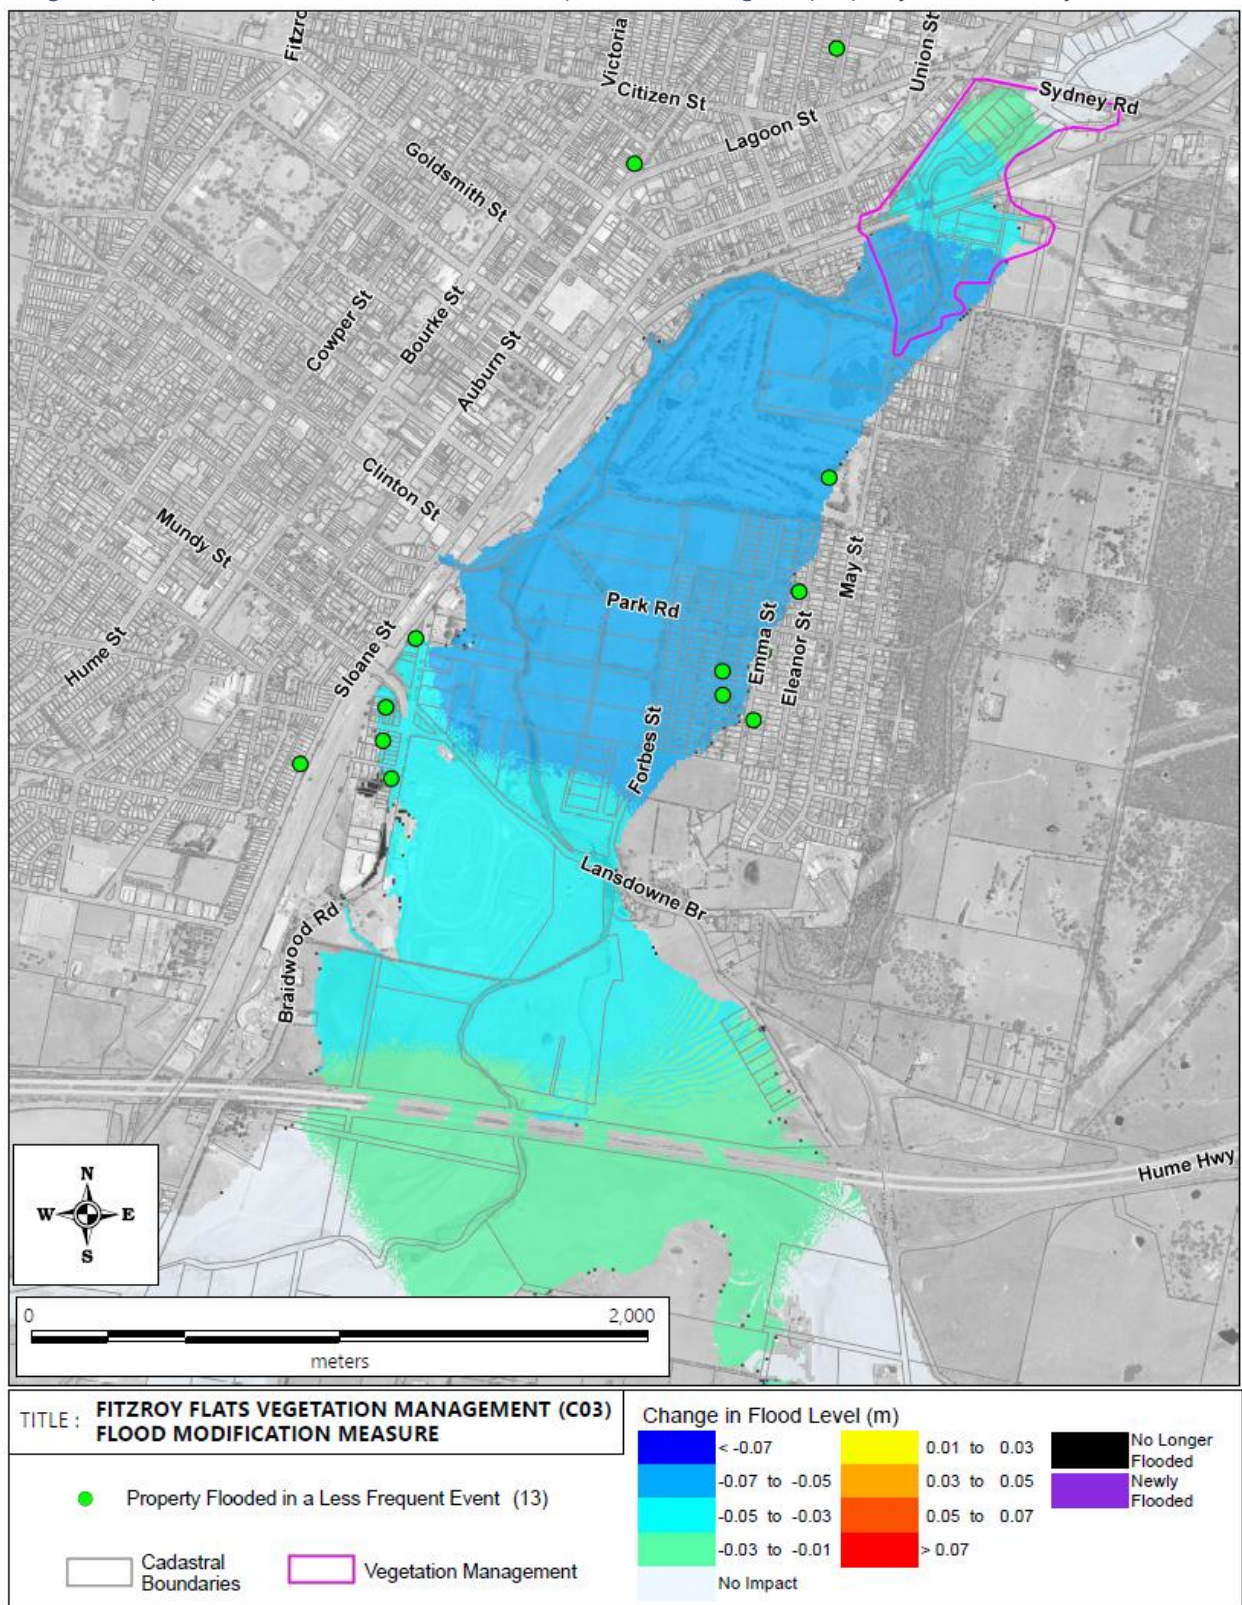 Fitzro
Victoria
Citizen St
Union St
Sydney Rd
Lagoon St
Goldsmith St
Cowper St
Bourke St
Auburn St
Clinton St
Mundy St
Park Rd
May St
Emma St
Eleanor St
Hume St
Sloane St
Forbes St
Lansdowne Br
Braidwood Rd
Hume Hwy
N
W E
S
0 2,000
meters
TITLE : FITZROY FLATS VEGETATION MANAGEMENT (C03)
FLOOD MODIFICATION MEASURE
Property Flooded in a Less Frequent Event (13)
Cadastral
Boundaries
Vegetation Management
Change in Flood Level (m)
< -0.07
-0.07 to -0.05
-0.05 to -0.03
-0.03 to -0.01
No Impact
0.01 to 0.03
0.03 to 0.05
0.05 to 0.07
> 0.07
No Longer
Flooded
Newly
Flooded